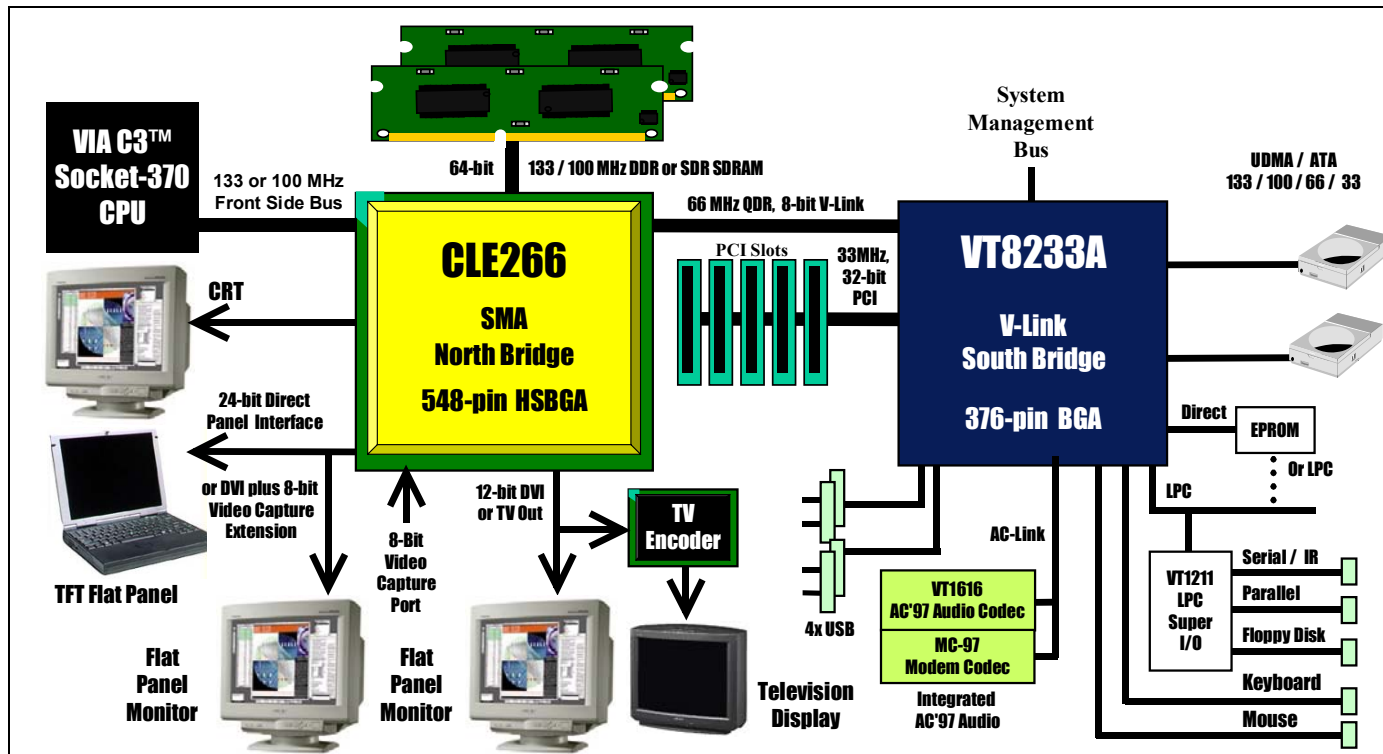 VIA C3™
Socket-370
CPU
133 or 100 MHz
Front Side Bus
64-bit
133 / 100 MHz DDR or SDR SDRAM
CLE266
SMA
North Bridge
548-pin HSBGA
66 MHz QDR, 8-bit V-Link
PCI Slots
33MHz,
32-bit
PCI
System
Management
Bus
VT8233A
V-Link
South Bridge
376-pin BGA
UDMA / ATA
133 / 100 / 66 / 33
CRT
24-bit Direct
Panel Interface
or DVI plus 8-bit
Video Capture
Extension
TFT Flat Panel
Flat
Panel
Monitor
8-Bit
Video
Capture
Port
12-bit DVI
or TV Out
Flat
Panel
Monitor
TV
Encoder
Television
Display
4x USB
AC-Link
VT1616
AC'97 Audio Codec
MC-97
Modem Codec
Integrated
AC'97 Audio
Direct
EPROM
Or LPC
LPC
VT1211
LPC
Super
I/O
Serial / IR
Parallel
Floppy Disk
Keyboard
Mouse